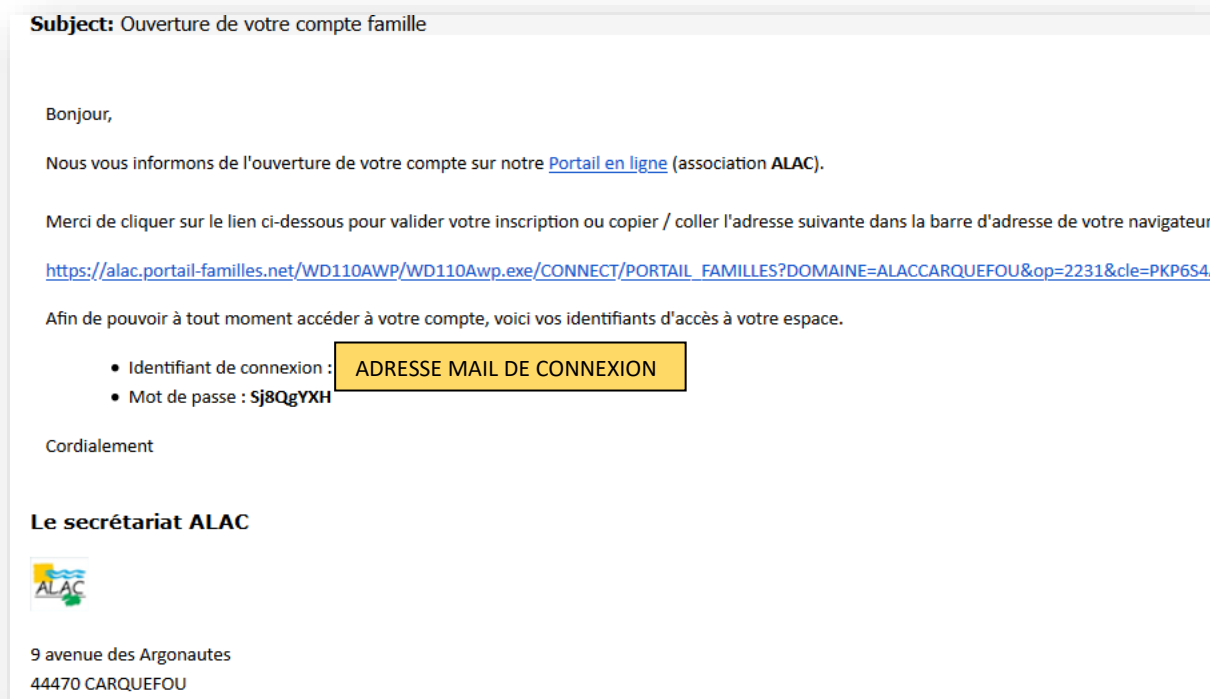 Subject: Ouverture de votre compte famille
Bonjour,
Nous vous informons de l'ouverture de votre compte sur notre Portail en ligne (association ALAC).
Merci de cliquer sur le lien ci-dessous pour valider votre inscription ou copier / coller l'adresse suivante dans la barre d'adresse de votre navigateur
https://alac.portail-familles.net/WD110AWP/WD110Awp.exe/CONNECT/PORTAIL_FAMILLES?DOMAINE=ALACCARQUEFOU&op=2231&cle=PKP6S4
Afin de pouvoir à tout moment accéder à votre compte, voici vos identifiants d'accès à votre espace.
• Identifiant de connexion : ADRESSE MAIL DE CONNEXION
• Mot de passe : Sj8QgYXH
Cordialement
Le secrétariat ALAC
ALAC
9 avenue des Argonautes
44470 CARQUEFOU